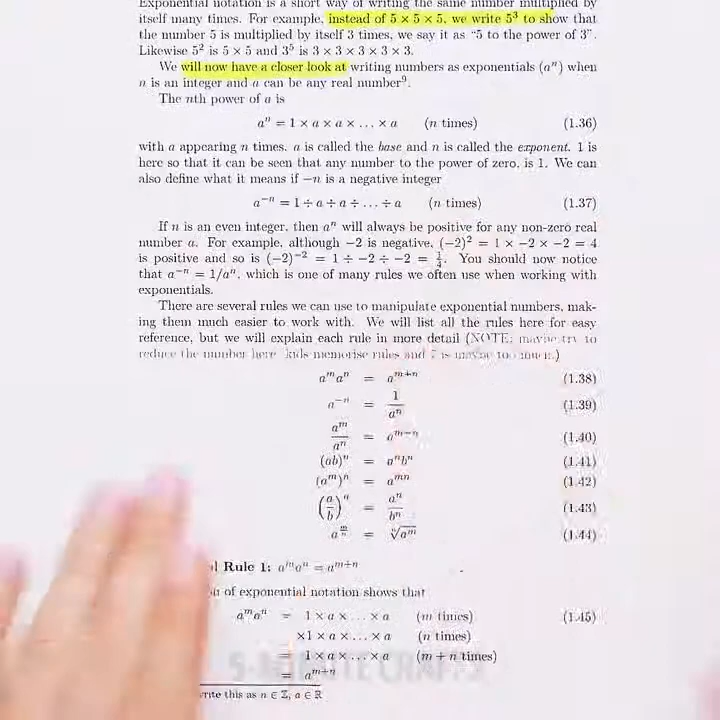 Exponential notation is a short way of writing the same number multiplied by
itself many times. For example, instead of 5 × 5 × 5, we write 5³ to show that
the number 5 is multiplied by itself 3 times, we say it as “5 to the power of 3”.
Likewise 5² is 5 × 5 and 3⁵ is 3 × 3 × 3 × 3 × 3.
We will now have a closer look at writing numbers as exponentials (aⁿ) when
n is an integer and a can be any real number⁹.
The nth power of a is
aⁿ = 1 × a × a × . . . × a (n times) (1.36)
with a appearing n times. a is called the base and n is called the exponent. 1 is
here so that it can be seen that any number to the power of zero, is 1. We can
also define what it means if −n is a negative integer
a⁻ⁿ = 1 ÷ a ÷ a ÷ . . . ÷ a (n times) (1.37)
If n is an even integer, then aⁿ will always be positive for any non-zero real
number a. For example, although −2 is negative, (−2)² = 1 × −2 × −2 = 4
is positive and so is (−2)⁻² = 1 ÷ −2 ÷ −2 = 1/4. You should now notice
that a⁻ⁿ = 1/aⁿ, which is one of many rules we often use when working with
exponentials.
There are several rules we can use to manipulate exponential numbers, mak-
ing them much easier to work with. We will list all the rules here for easy
reference, but we will explain each rule in more detail (NOTE: maybe try to
reduce the number here kids memorise rules and 7 is maybe too much.)
aᵐaⁿ = aᵐ⁺ⁿ (1.38)
a⁻ⁿ = 1/aⁿ (1.39)
aᵐ/aⁿ = aᵐ⁻ⁿ (1.40)
(ab)ⁿ = aⁿbⁿ (1.41)
(aᵐ)ⁿ = aᵐⁿ (1.42)
(a/b)ⁿ = aⁿ/bⁿ (1.43)
a^(m/n) = ⁿ√aᵐ (1.44)
Rule 1: aᵐaⁿ = aᵐ⁺ⁿ
of exponential notation shows that
aᵐaⁿ = 1 × a × . . . × a (m times) (1.45)
×1 × a × . . . × a (n times)
= 1 × a × . . . × a (m + n times)
= aᵐ⁺ⁿ
5-MINUTE CRAFTS
write this as n ∈ ℤ, a ∈ ℝ